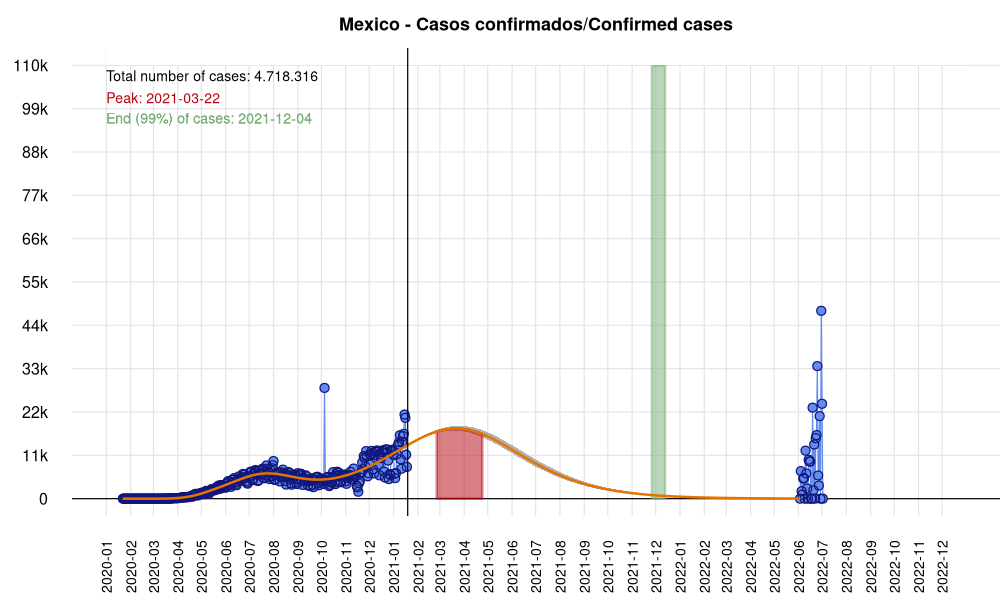 Mexico - Casos confirmados/Confirmed cases
Total number of cases: 4.718.316
Peak: 2021-03-22
End (99%) of cases: 2021-12-04
110k
99k
88k
77k
66k
55k
44k
33k
22k
11k
0
2020-01
2020-02
2020-03
2020-04
2020-05
2020-06
2020-07
2020-08
2020-09
2020-10
2020-11
2020-12
2021-01
2021-02
2021-03
2021-04
2021-05
2021-06
2021-07
2021-08
2021-09
2021-10
2021-11
2021-12
2022-01
2022-02
2022-03
2022-04
2022-05
2022-06
2022-07
2022-08
2022-09
2022-10
2022-11
2022-12